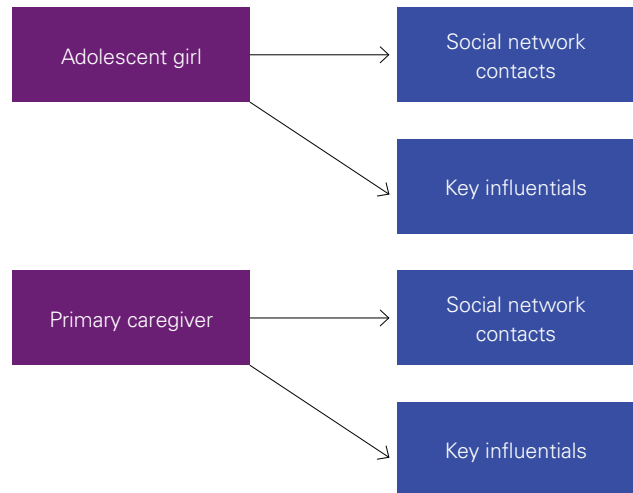 Adolescent girl
Social network
contacts
Key influentials
Primary caregiver
Social network
contacts
Key influentials